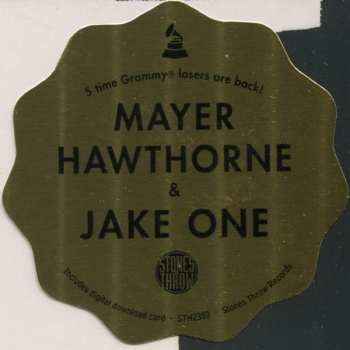 5 time Grammy® losers are back!
MAYER
HAWTHORNE
&
JAKE ONE
STONES
THROW
Includes digital download card - STH2303 - Stones Throw Records